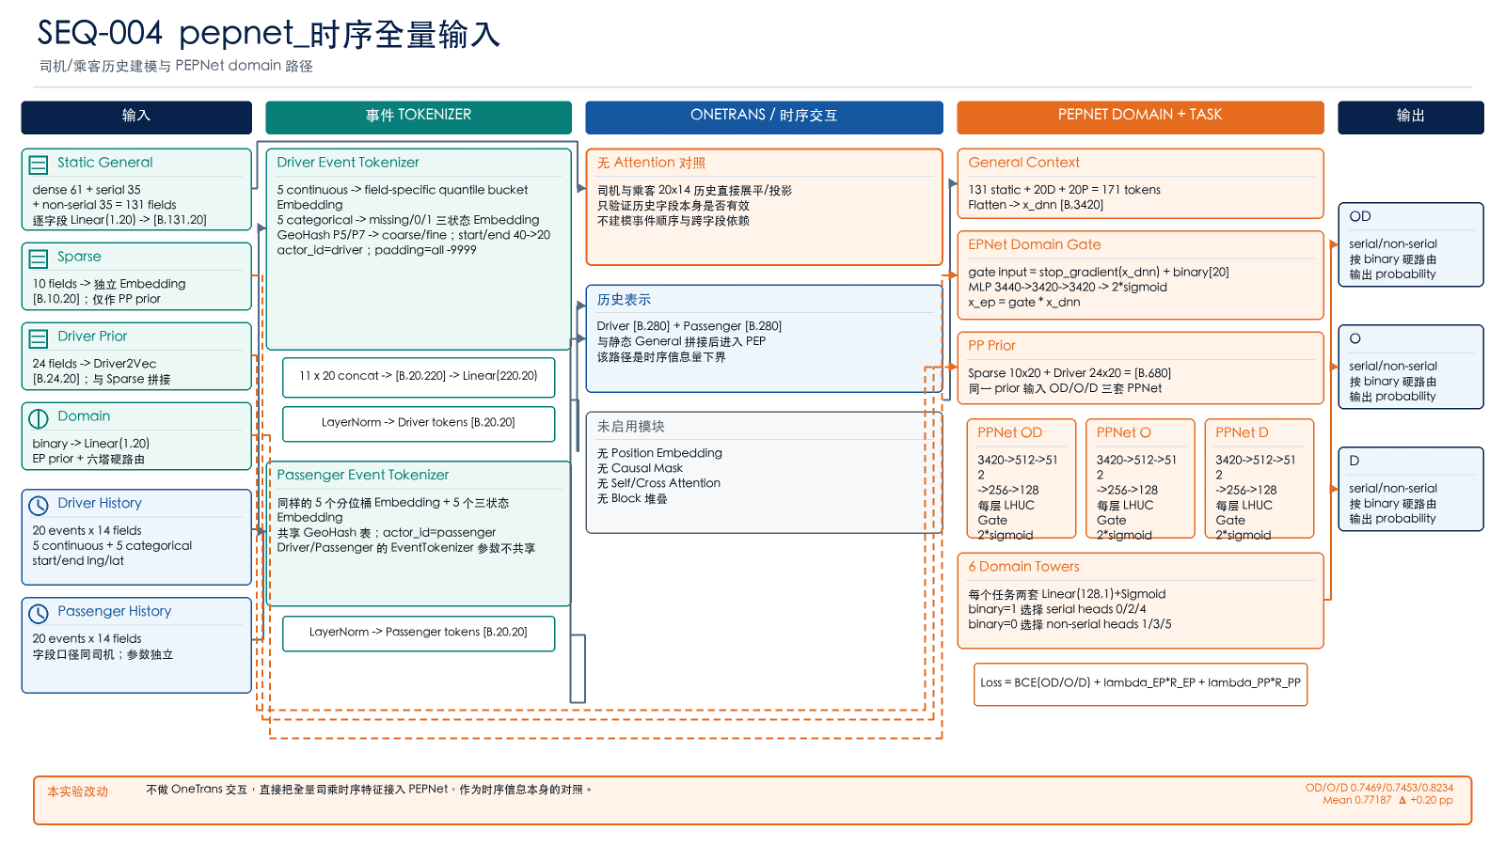 SEQ-004 pepnet_时序全量输入
司机/乘客历史建模与 PEPNet domain 路径
输入
事件 TOKENIZER
ONETRANS / 时序交互
PEPNET DOMAIN + TASK
输出
Static General
dense 61 + serial 35
+ non-serial 35 = 131 fields
逐字段 Linear(1,20) -> [B,131,20]
Sparse
10 fields -> 独立 Embedding
[B,10,20]；仅作 PP prior
Driver Prior
24 fields -> Driver2Vec
[B,24,20]；与 Sparse 拼接
Domain
binary -> Linear(1,20)
EP prior + 六塔硬路由
Driver History
20 events x 14 fields
5 continuous + 5 categorical
start/end lng/lat
Passenger History
20 events x 14 fields
字段口径同司机；参数独立
Driver Event Tokenizer
5 continuous -> field-specific quantile bucket
Embedding
5 categorical -> missing/0/1 三状态 Embedding
GeoHash P5/P7 -> coarse/fine；start/end 40->20
actor_id=driver；padding=all -9999
11 x 20 concat -> [B,20,220] -> Linear(220,20)
LayerNorm -> Driver tokens [B,20,20]
Passenger Event Tokenizer
同样的 5 个分位桶 Embedding + 5 个三状态
Embedding
共享 GeoHash 表；actor_id=passenger
Driver/Passenger 的 EventTokenizer 参数不共享
LayerNorm -> Passenger tokens [B,20,20]
无 Attention 对照
司机与乘客 20x14 历史直接展平/投影
只验证历史字段本身是否有效
不建模事件顺序与跨字段依赖
历史表示
Driver [B,280] + Passenger [B,280]
与静态 General 拼接后进入 PEP
该路径是时序信息量下界
未启用模块
无 Position Embedding
无 Causal Mask
无 Self/Cross Attention
无 Block 堆叠
General Context
131 static + 20D + 20P = 171 tokens
Flatten -> x_dnn [B,3420]
EPNet Domain Gate
gate input = stop_gradient(x_dnn) + binary[20]
MLP 3440->3420->3420 -> 2*sigmoid
x_ep = gate * x_dnn
PP Prior
Sparse 10x20 + Driver 24x20 = [B,680]
同一 prior 输入 OD/O/D 三套 PPNet
PPNet OD
3420->512->51
2
->256->128
每层 LHUC
Gate
2*sigmoid
PPNet O
3420->512->51
2
->256->128
每层 LHUC
Gate
2*sigmoid
PPNet D
3420->512->51
2
->256->128
每层 LHUC
Gate
2*sigmoid
6 Domain Towers
每个任务两套 Linear(128,1)+Sigmoid
binary=1 选择 serial heads 0/2/4
binary=0 选择 non-serial heads 1/3/5
Loss = BCE(OD/O/D) + lambda_EP*R_EP + lambda_PP*R_PP
OD
serial/non-serial
按 binary 硬路由
输出 probability
O
serial/non-serial
按 binary 硬路由
输出 probability
D
serial/non-serial
按 binary 硬路由
输出 probability
本实验改动
不做 OneTrans 交互，直接把全量司乘时序特征接入 PEPNet，作为时序信息本身的对照。
OD/O/D 0.7469/0.7453/0.8234
Mean 0.77187 Δ +0.20 pp